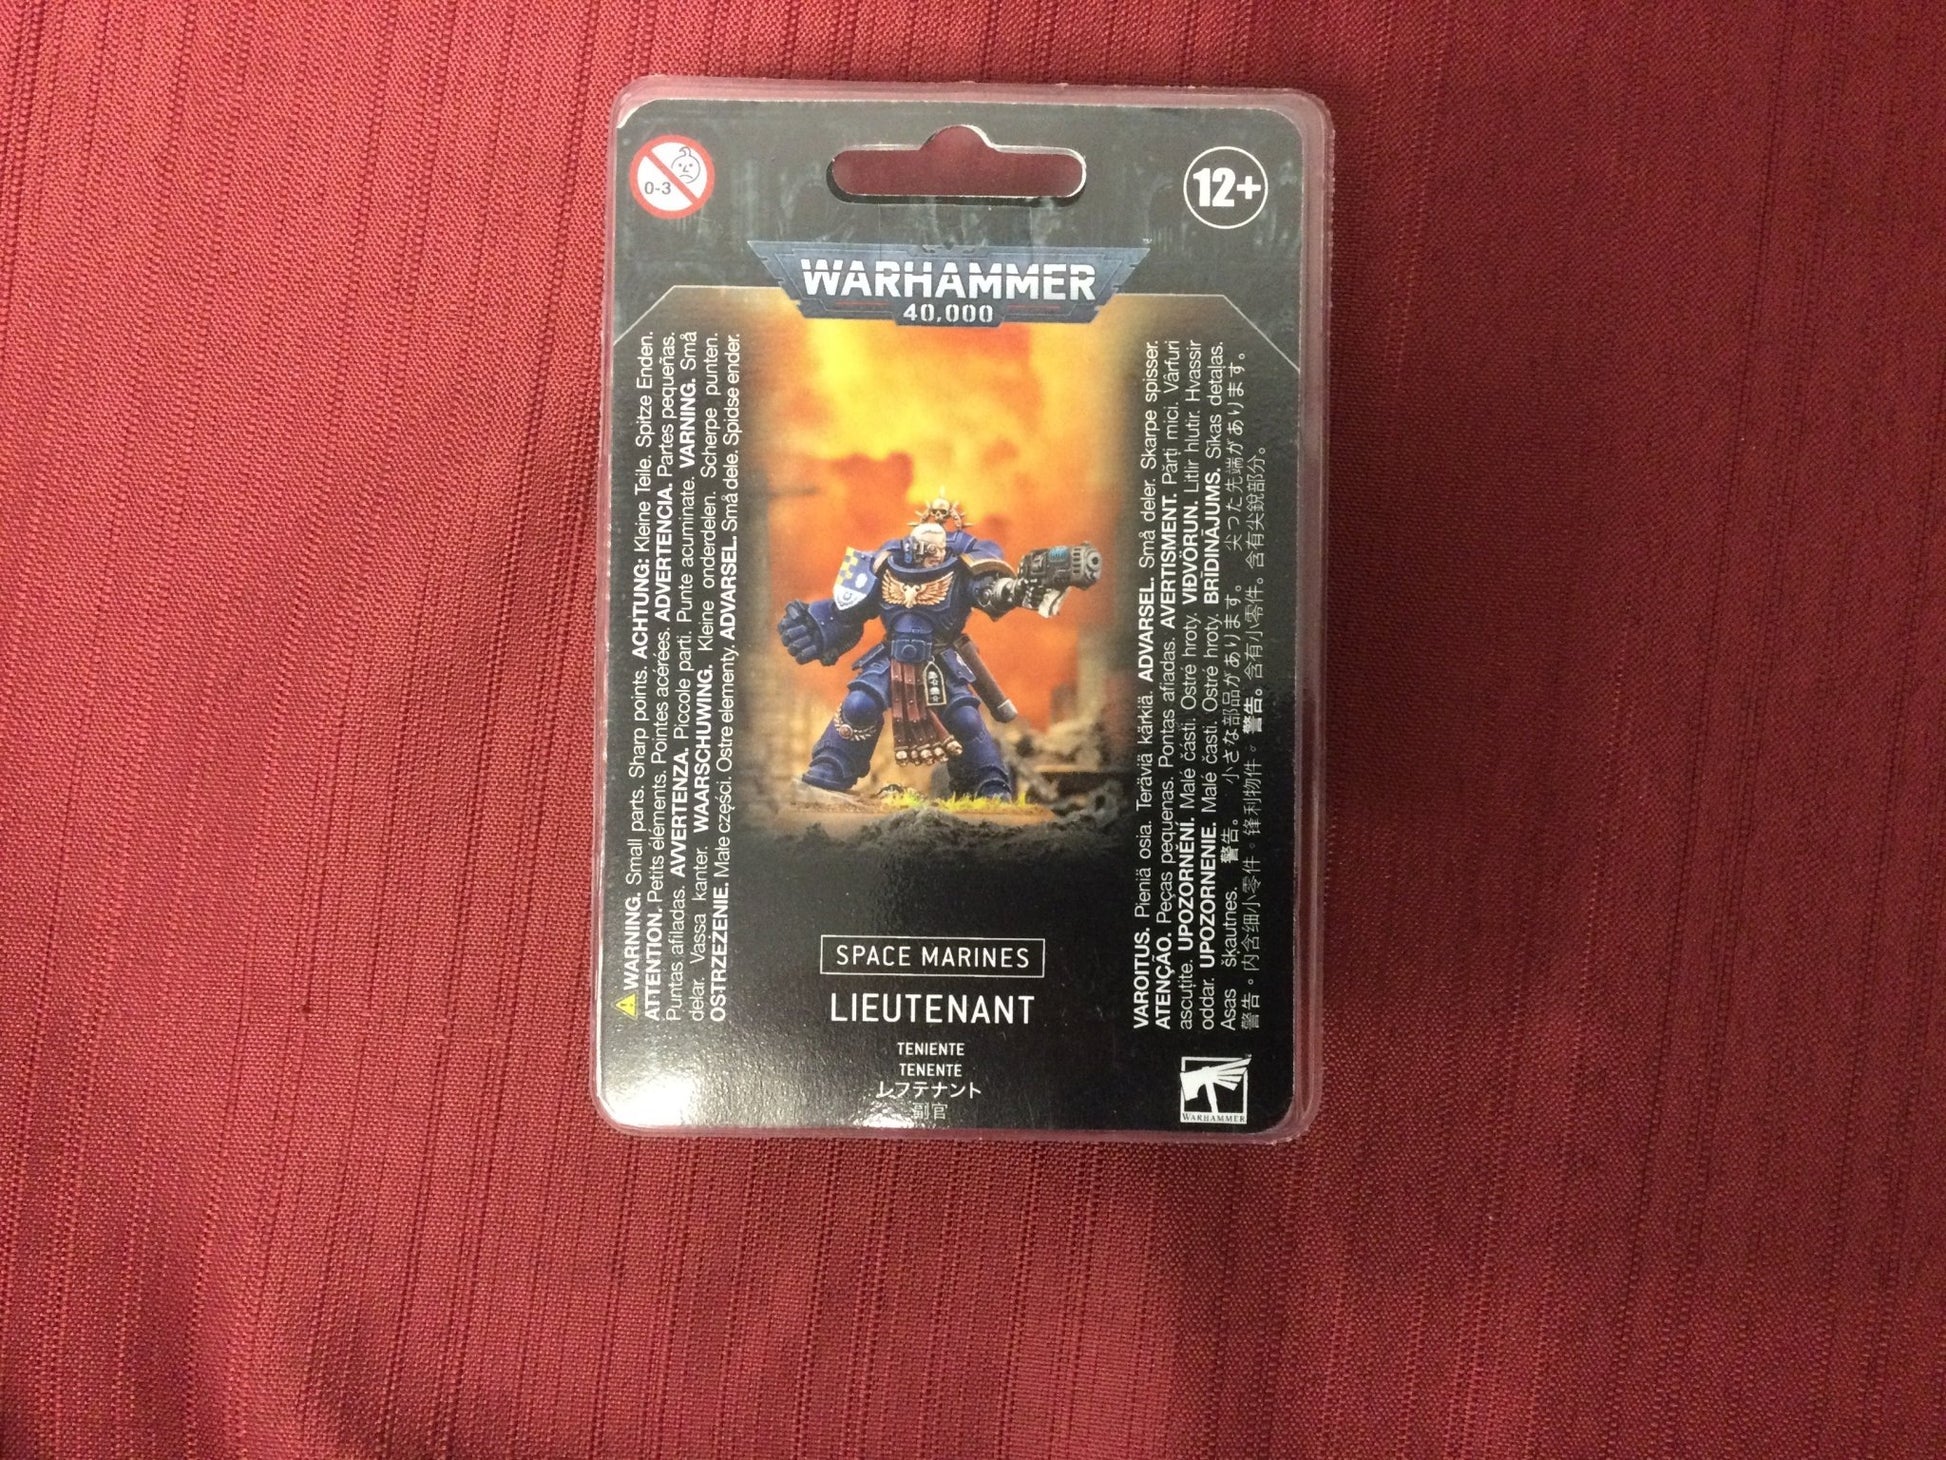 0-3
12+
WARHAMMER
40,000
WARNING. Small parts. Sharp points. ACHTUNG: Kleine Teile. Spitze Enden.
ATTENTION. Petits éléments. Pointes acérées. ADVERTENCIA. Partes pequeñas.
Puntas afiladas. AVVERTENZA. Piccole parti. Punte acuminate. VARNING. Små
delar. Vassa kanter. WAARSCHUWING. Kleine onderdelen. Scherpe punten.
OSTRZEŻENIE. Małe części. Ostre elementy. ADVARSEL. Små dele. Spidse ender.
VAROITUS. Pieniä osia. Teräviä kärkiä. ADVARSEL. Små deler. Skarpe spisser.
ATENÇÃO. Peças pequenas. Pontas afiadas. AVERTISMENT. Părți mici. Vârfuri
ascuțite. UPOZORNĚNÍ. Malé části. Ostré hroty. VIÐVÖRUN. Litlir hlutir. Hvassir
oddar. UPOZORNENIE. Malé časti. Ostré hroty. BRĪDINĀJUMS. Sīkas detaļas.
Asas šķautnes. 警告。 小さな部品があります。 尖った先端があります。
警告。内含细小零件。锋利物件。警告。含有小零件。含有尖銳部分。
SPACE MARINES
LIEUTENANT
TENIENTE
TENENTE
レフテナント
副官
WARHAMMER